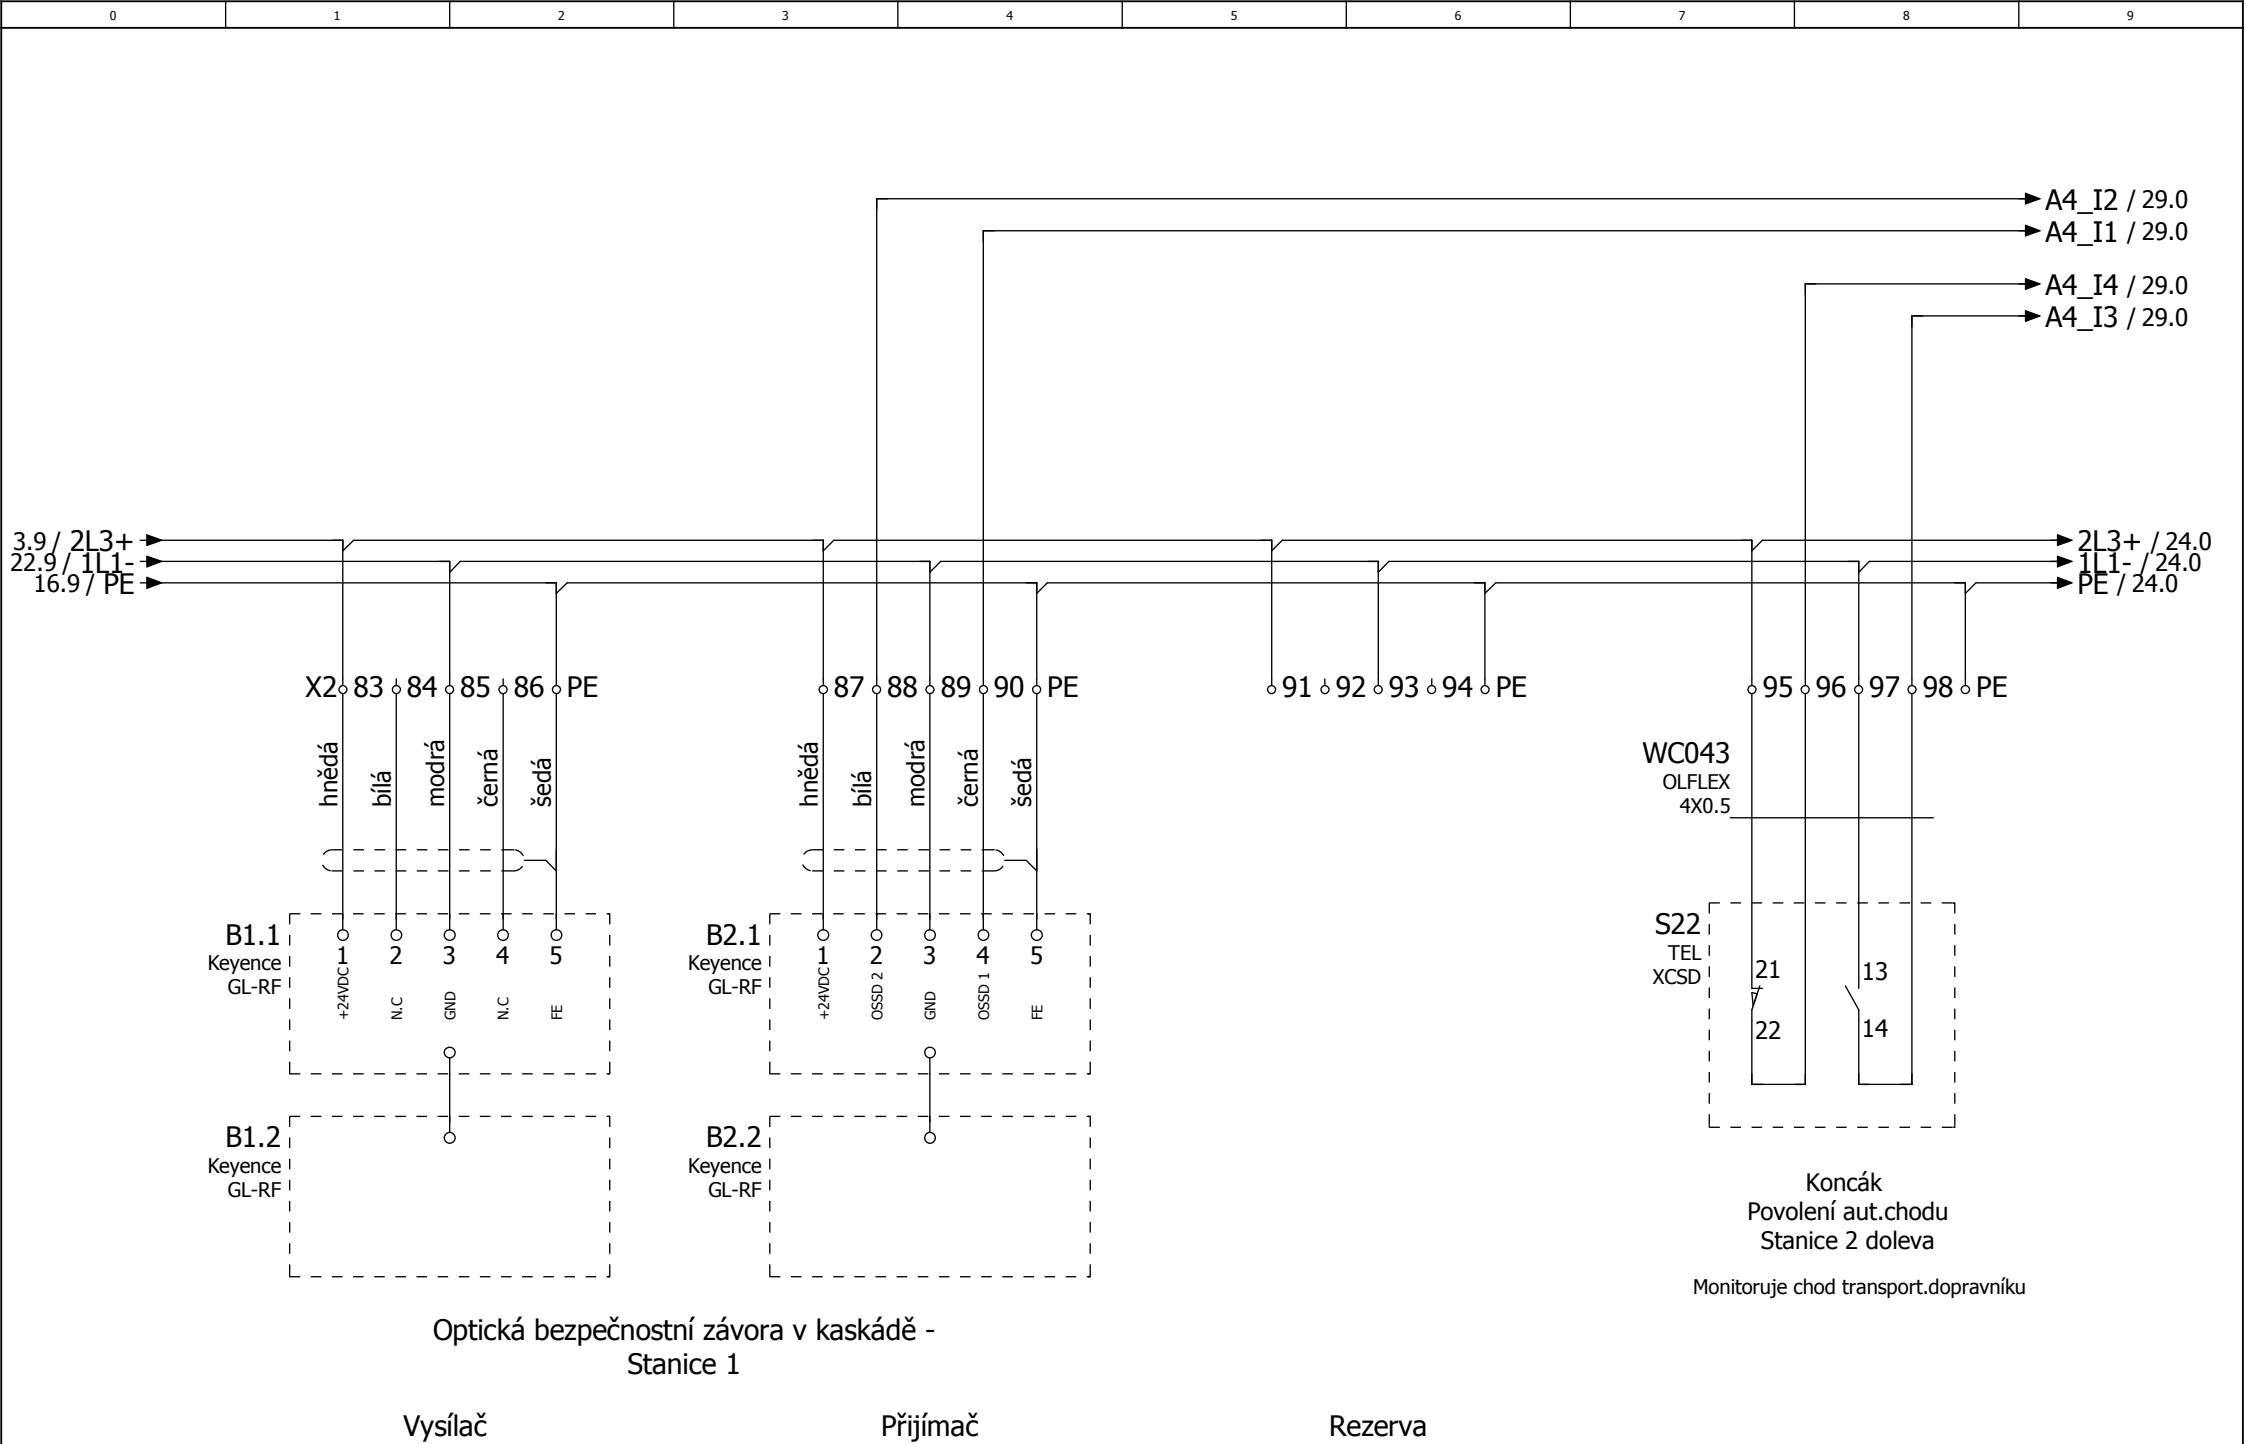 0 1 2 3 4 5 6 7 8 9
A4_I2 / 29.0
A4_I1 / 29.0
A4_I4 / 29.0
A4_I3 / 29.0
3.9 / 2L3+
22.9 / 1L1-
16.9 / PE
2L3+ / 24.0
1L1- / 24.0
PE / 24.0
X2 83 84 85 86 PE 87 88 89 90 PE 91 92 93 94 PE 95 96 97 98 PE
hnědá
bílá
modrá
černá
šedá
hnědá
bílá
modrá
černá
šedá
WC043
OLFLEX
4X0.5
B1.1
Keyence
GL-RF
1 2 3 4 5
+24VDC
N.C
GND
N.C
FE
B2.1
Keyence
GL-RF
1 2 3 4 5
+24VDC
OSSD 2
GND
OSSD 1
FE
S22
TEL
XCSD
21
22
13
14
B1.2
Keyence
GL-RF
B2.2
Keyence
GL-RF
Koncák
Povolení aut.chodu
Stanice 2 doleva
Monitoruje chod transport.dopravníku
Optická bezpečnostní závora v kaskádě -
Stanice 1
Vysílač
Přijímač
Rezerva